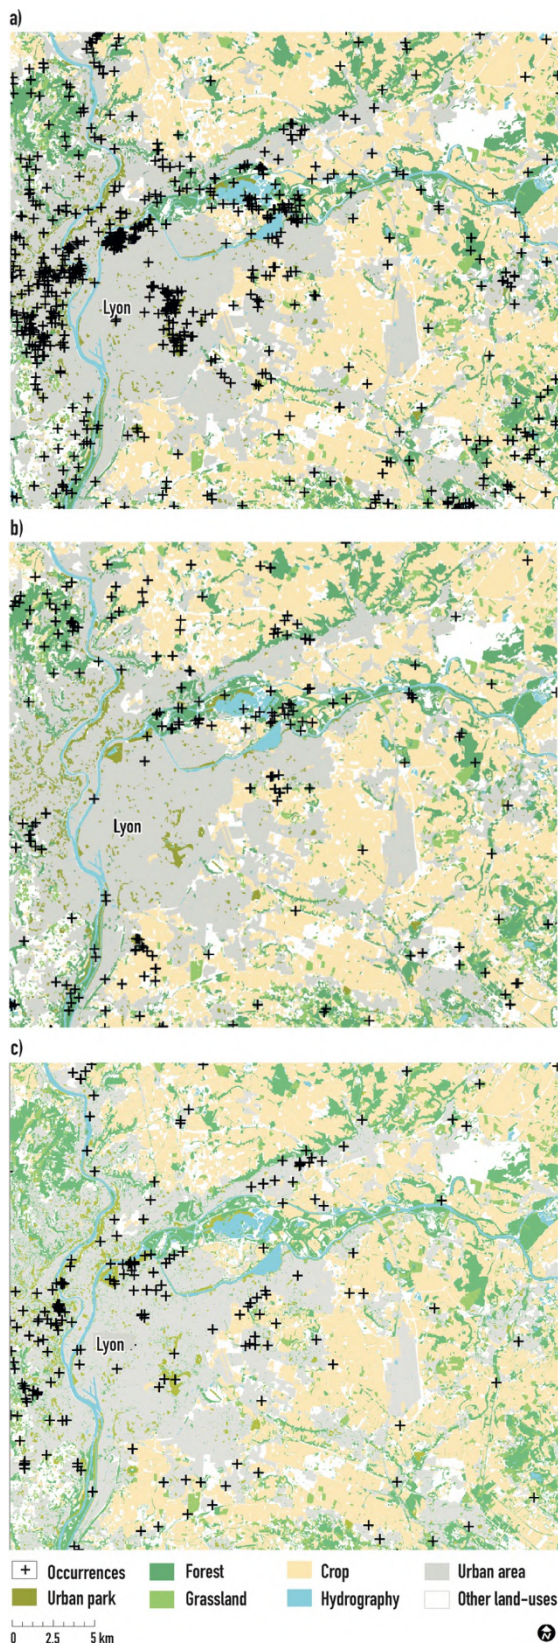 a)
Lyon
b)
Lyon
c)
Lyon
Occurrences Forest Crop Urban area
Urban park Grassland Hydrography Other land-uses
0 2.5 5 km
N